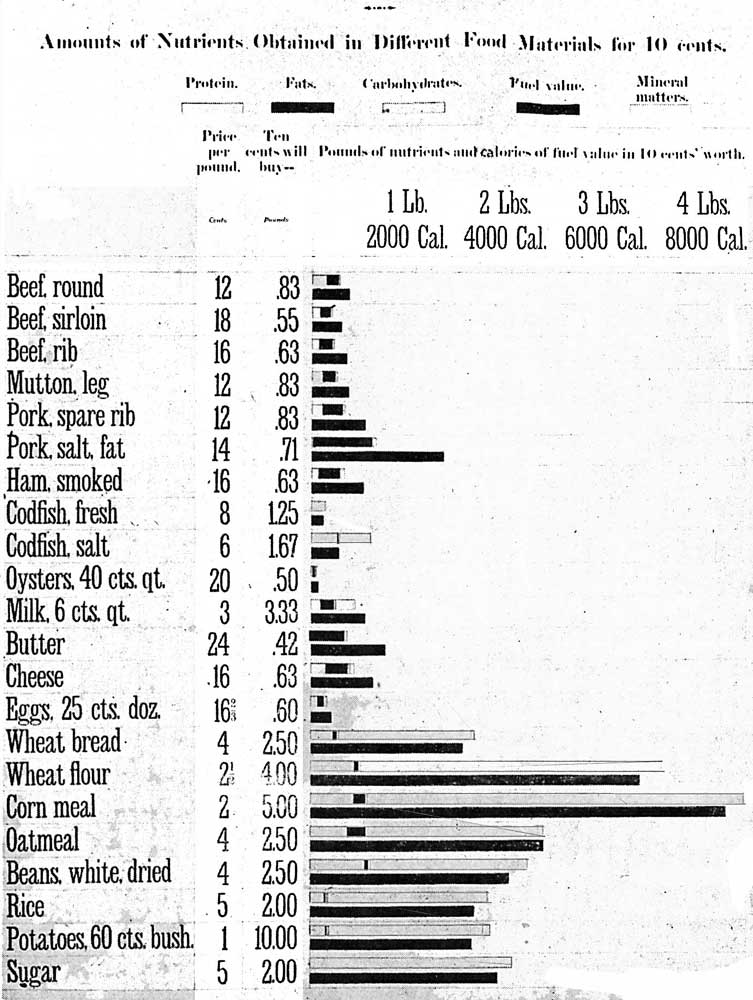 Amounts of Nutrients Obtained in Different Food Materials for 10 cents.
Protein. Fats. Carbohydrates. Fuel value. Mineral matters.
Price per pound. Ten cents will buy-- Pounds of nutrients and calories of fuel value in 10 cents' worth.
1 Lb. 2 Lbs. 3 Lbs. 4 Lbs.
Cents Pounds 2000 Cal. 4000 Cal. 6000 Cal. 8000 Cal.
Beef, round 12 .83
Beef, sirloin 18 .55
Beef, rib 16 .63
Mutton, leg 12 .83
Pork, spare rib 12 .83
Pork, salt, fat 14 .71
Ham, smoked 16 .63
Codfish, fresh 8 1.25
Codfish, salt 6 1.67
Oysters, 40 cts. qt. 20 .50
Milk, 6 cts. qt. 3 3.33
Butter 24 .42
Cheese 16 .63
Eggs, 25 cts. doz. 16⅔ .60
Wheat bread 4 2.50
Wheat flour 2½ 4.00
Corn meal 2 5.00
Oatmeal 4 2.50
Beans, white, dried 4 2.50
Rice 5 2.00
Potatoes, 60 cts. bush. 1 10.00
Sugar 5 2.00